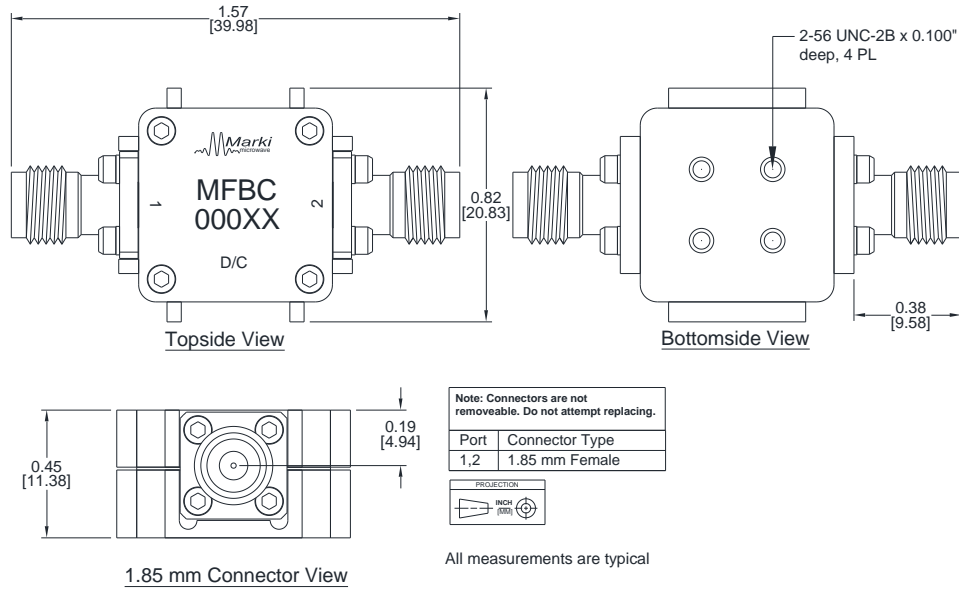 1.57
[39.98]
2-56 UNC-2B x 0.100"
deep, 4 PL
Marki
microwave
MFBC
000XX
1
2
D/C
0.82
[20.83]
0.38
[9.58]
Topside View
Bottomside View
0.45
[11.38]
0.19
[4.94]
1.85 mm Connector View
Note: Connectors are not
removeable. Do not attempt replacing.
Port Connector Type
1,2 1.85 mm Female
PROJECTION
INCH
[MM]
All measurements are typical